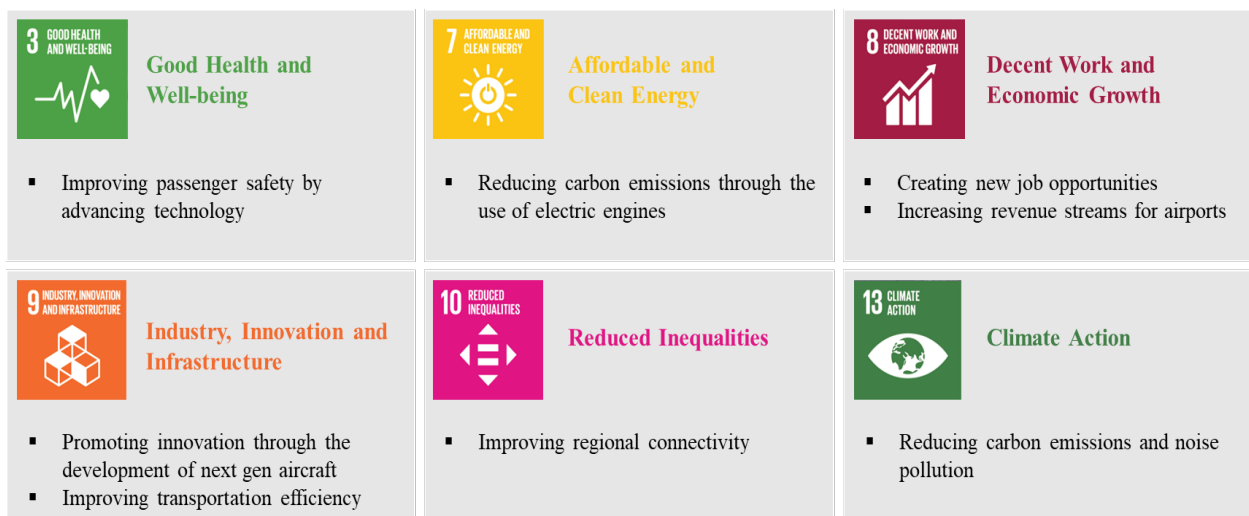 3 GOOD HEALTH
AND WELL-BEING
Good Health and
Well-being
▪ Improving passenger safety by
advancing technology
7 AFFORDABLE AND
CLEAN ENERGY
Affordable and
Clean Energy
▪ Reducing carbon emissions through the
use of electric engines
8 DECENT WORK AND
ECONOMIC GROWTH
Decent Work and
Economic Growth
▪ Creating new job opportunities
▪ Increasing revenue streams for airports
9 INDUSTRY, INNOVATION
AND INFRASTRUCTURE
Industry, Innovation and
Infrastructure
▪ Promoting innovation through the
development of next gen aircraft
▪ Improving transportation efficiency
10 REDUCED
INEQUALITIES
Reduced Inequalities
▪ Improving regional connectivity
13 CLIMATE
ACTION
Climate Action
▪ Reducing carbon emissions and noise
pollution